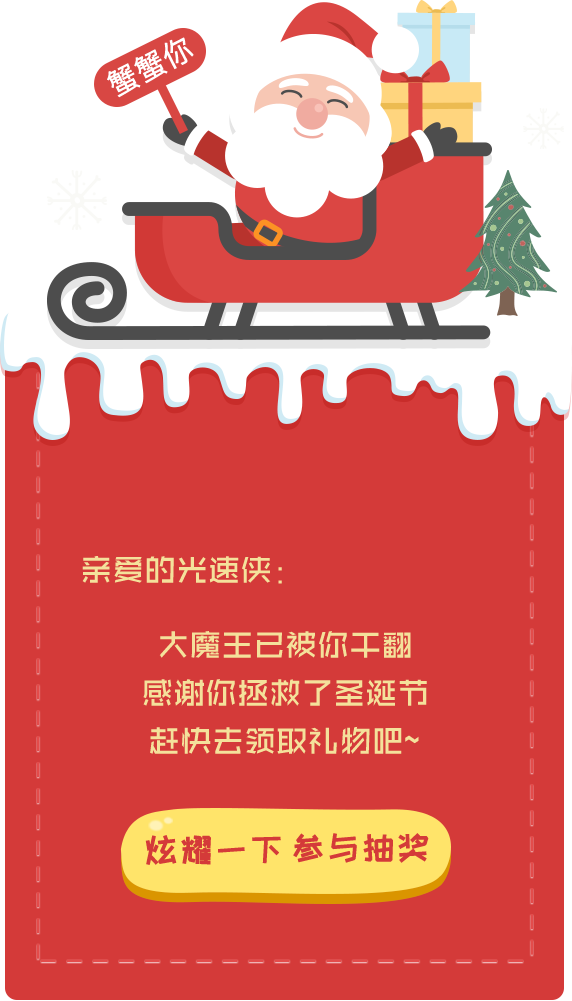 蟹蟹你
亲爱的光速侠：
大魔王已被你干翻
感谢你拯救了圣诞节
赶快去领取礼物吧~
炫耀一下 参与抽奖